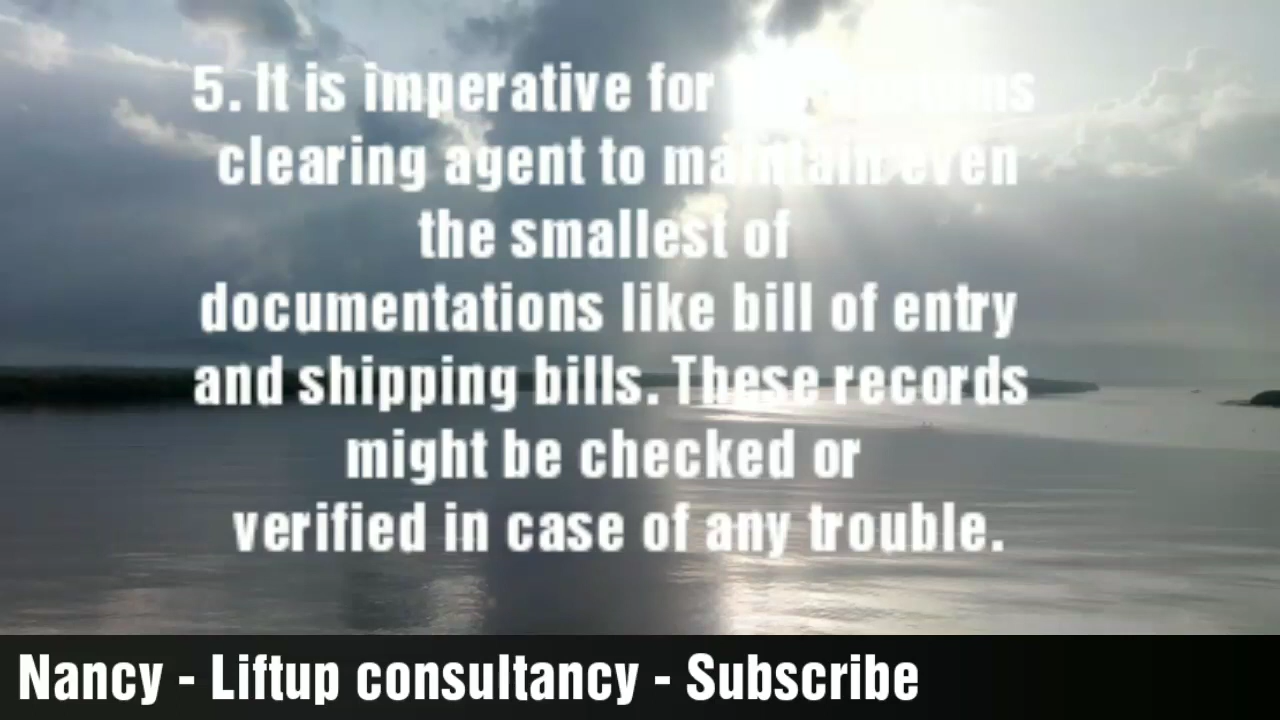 5. It is imperative for
clearing agent to maintain even
the smallest of
documentations like bill of entry
and shipping bills. These records
might be checked or
verified in case of any trouble.
Nancy - Liftup consultancy - Subscribe